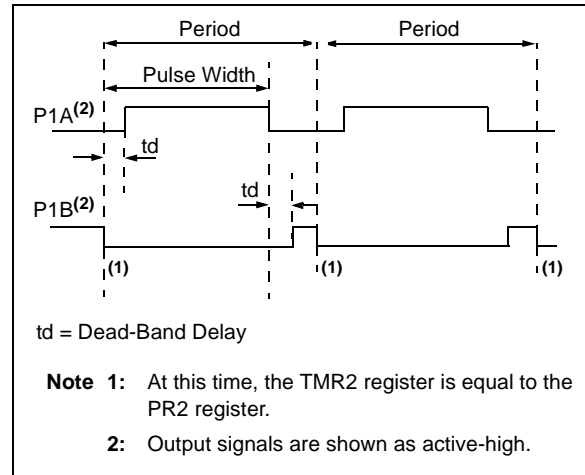 Period
Period
Pulse Width
P1A(2)
td
td
P1B(2)
(1)
(1)
(1)
td = Dead-Band Delay
Note 1: At this time, the TMR2 register is equal to the
PR2 register.
2: Output signals are shown as active-high.